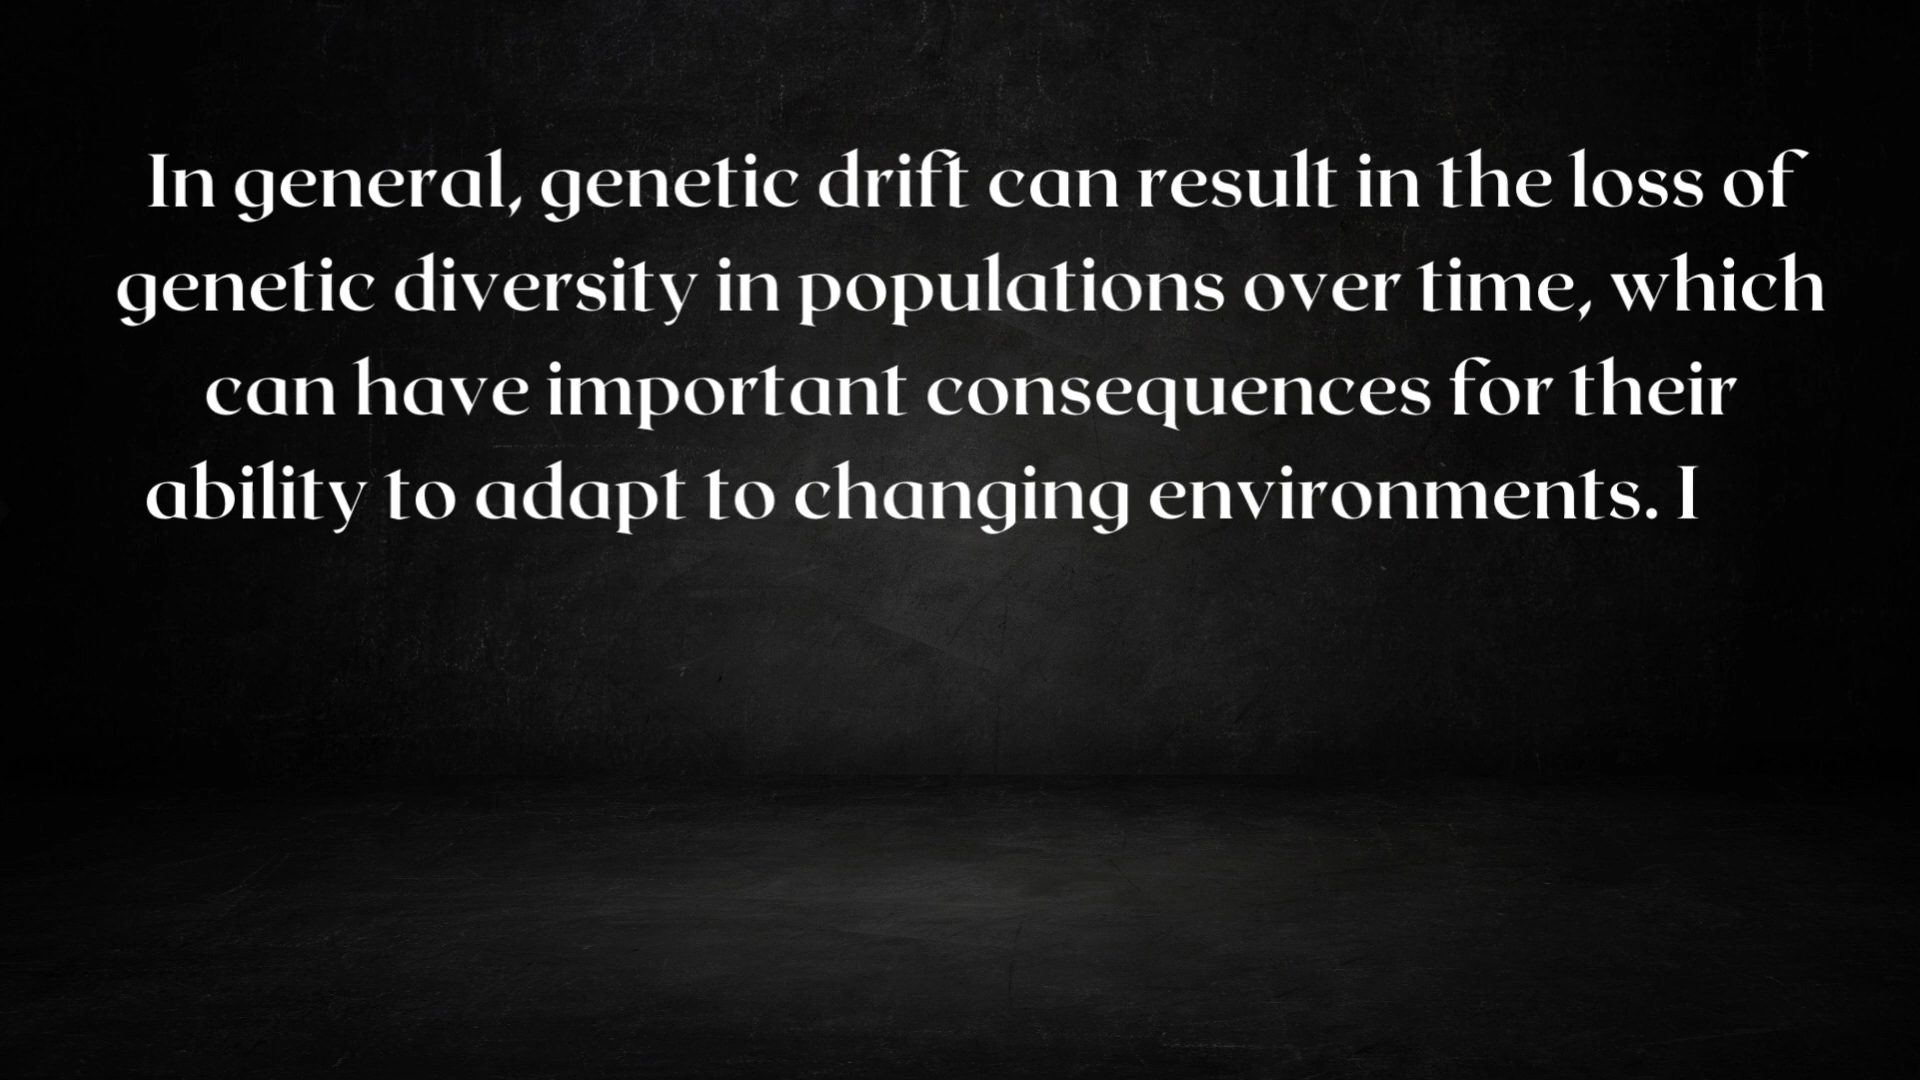 In general, genetic drift can result in the loss of
genetic diversity in populations over time, which
can have important consequences for their
ability to adapt to changing environments. I